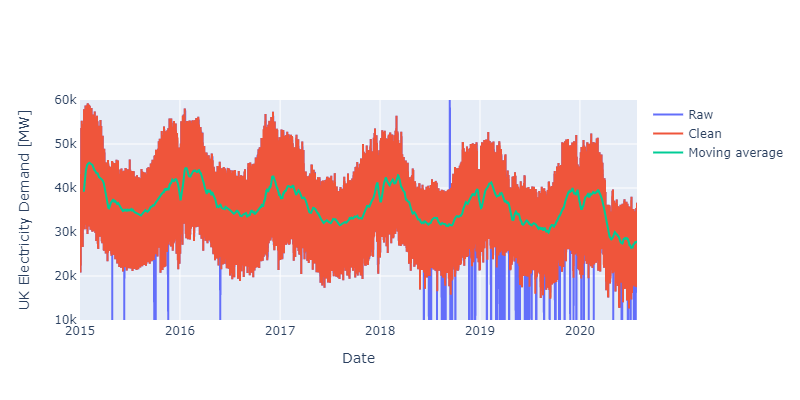 60k
50k
40k
30k
20k
10k
UK Electricity Demand [MW]
2015 2016 2017 2018 2019 2020
Date
Raw
Clean
Moving average